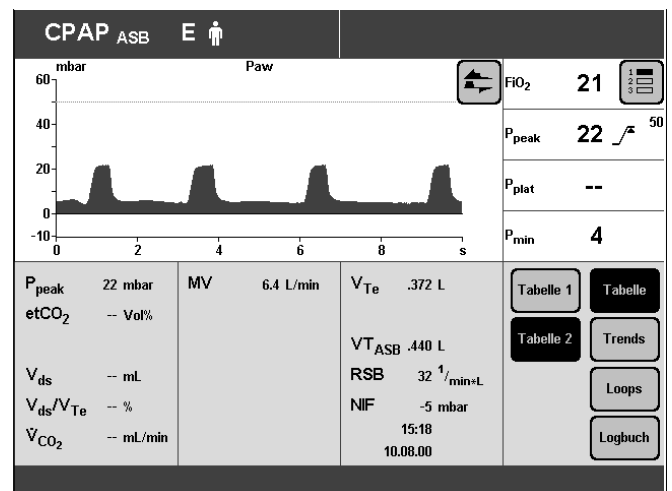 CPAP ASB E
mbar Paw
60
40
20
0
-10
0 2 4 6 8 s
FiO2 21
1
2
3
Ppeak 22 50
Pplat --
Pmin 4
Ppeak 22 mbar
etCO2 -- Vol%
Vds -- mL
Vds/VTe -- %
V̇CO2 -- mL/min
MV 6.4 L/min
VTe .372 L
VTASB .440 L
RSB 32 1/min*L
NIF -5 mbar
15:18
10.08.00
Tabelle 1 Tabelle
Tabelle 2 Trends
Loops
Logbuch